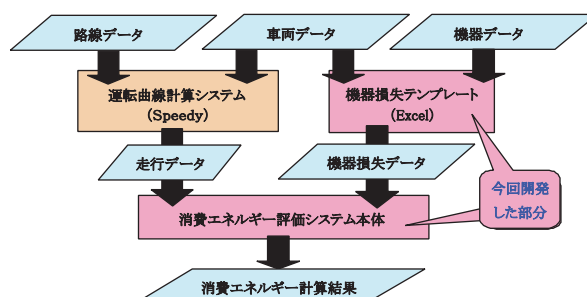 路線データ
車両データ
機器データ
運転曲線計算システム
(Speedy)
機器損失テンプレート
(Excel)
走行データ
機器損失データ
今回開発
した部分
消費エネルギー評価システム本体
消費エネルギー計算結果